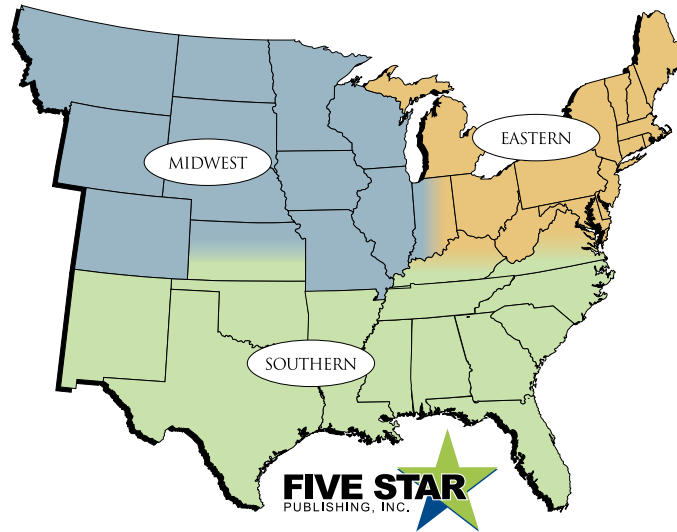 EASTERN
MIDWEST
SOUTHERN
FIVE STAR
PUBLISHING, INC.